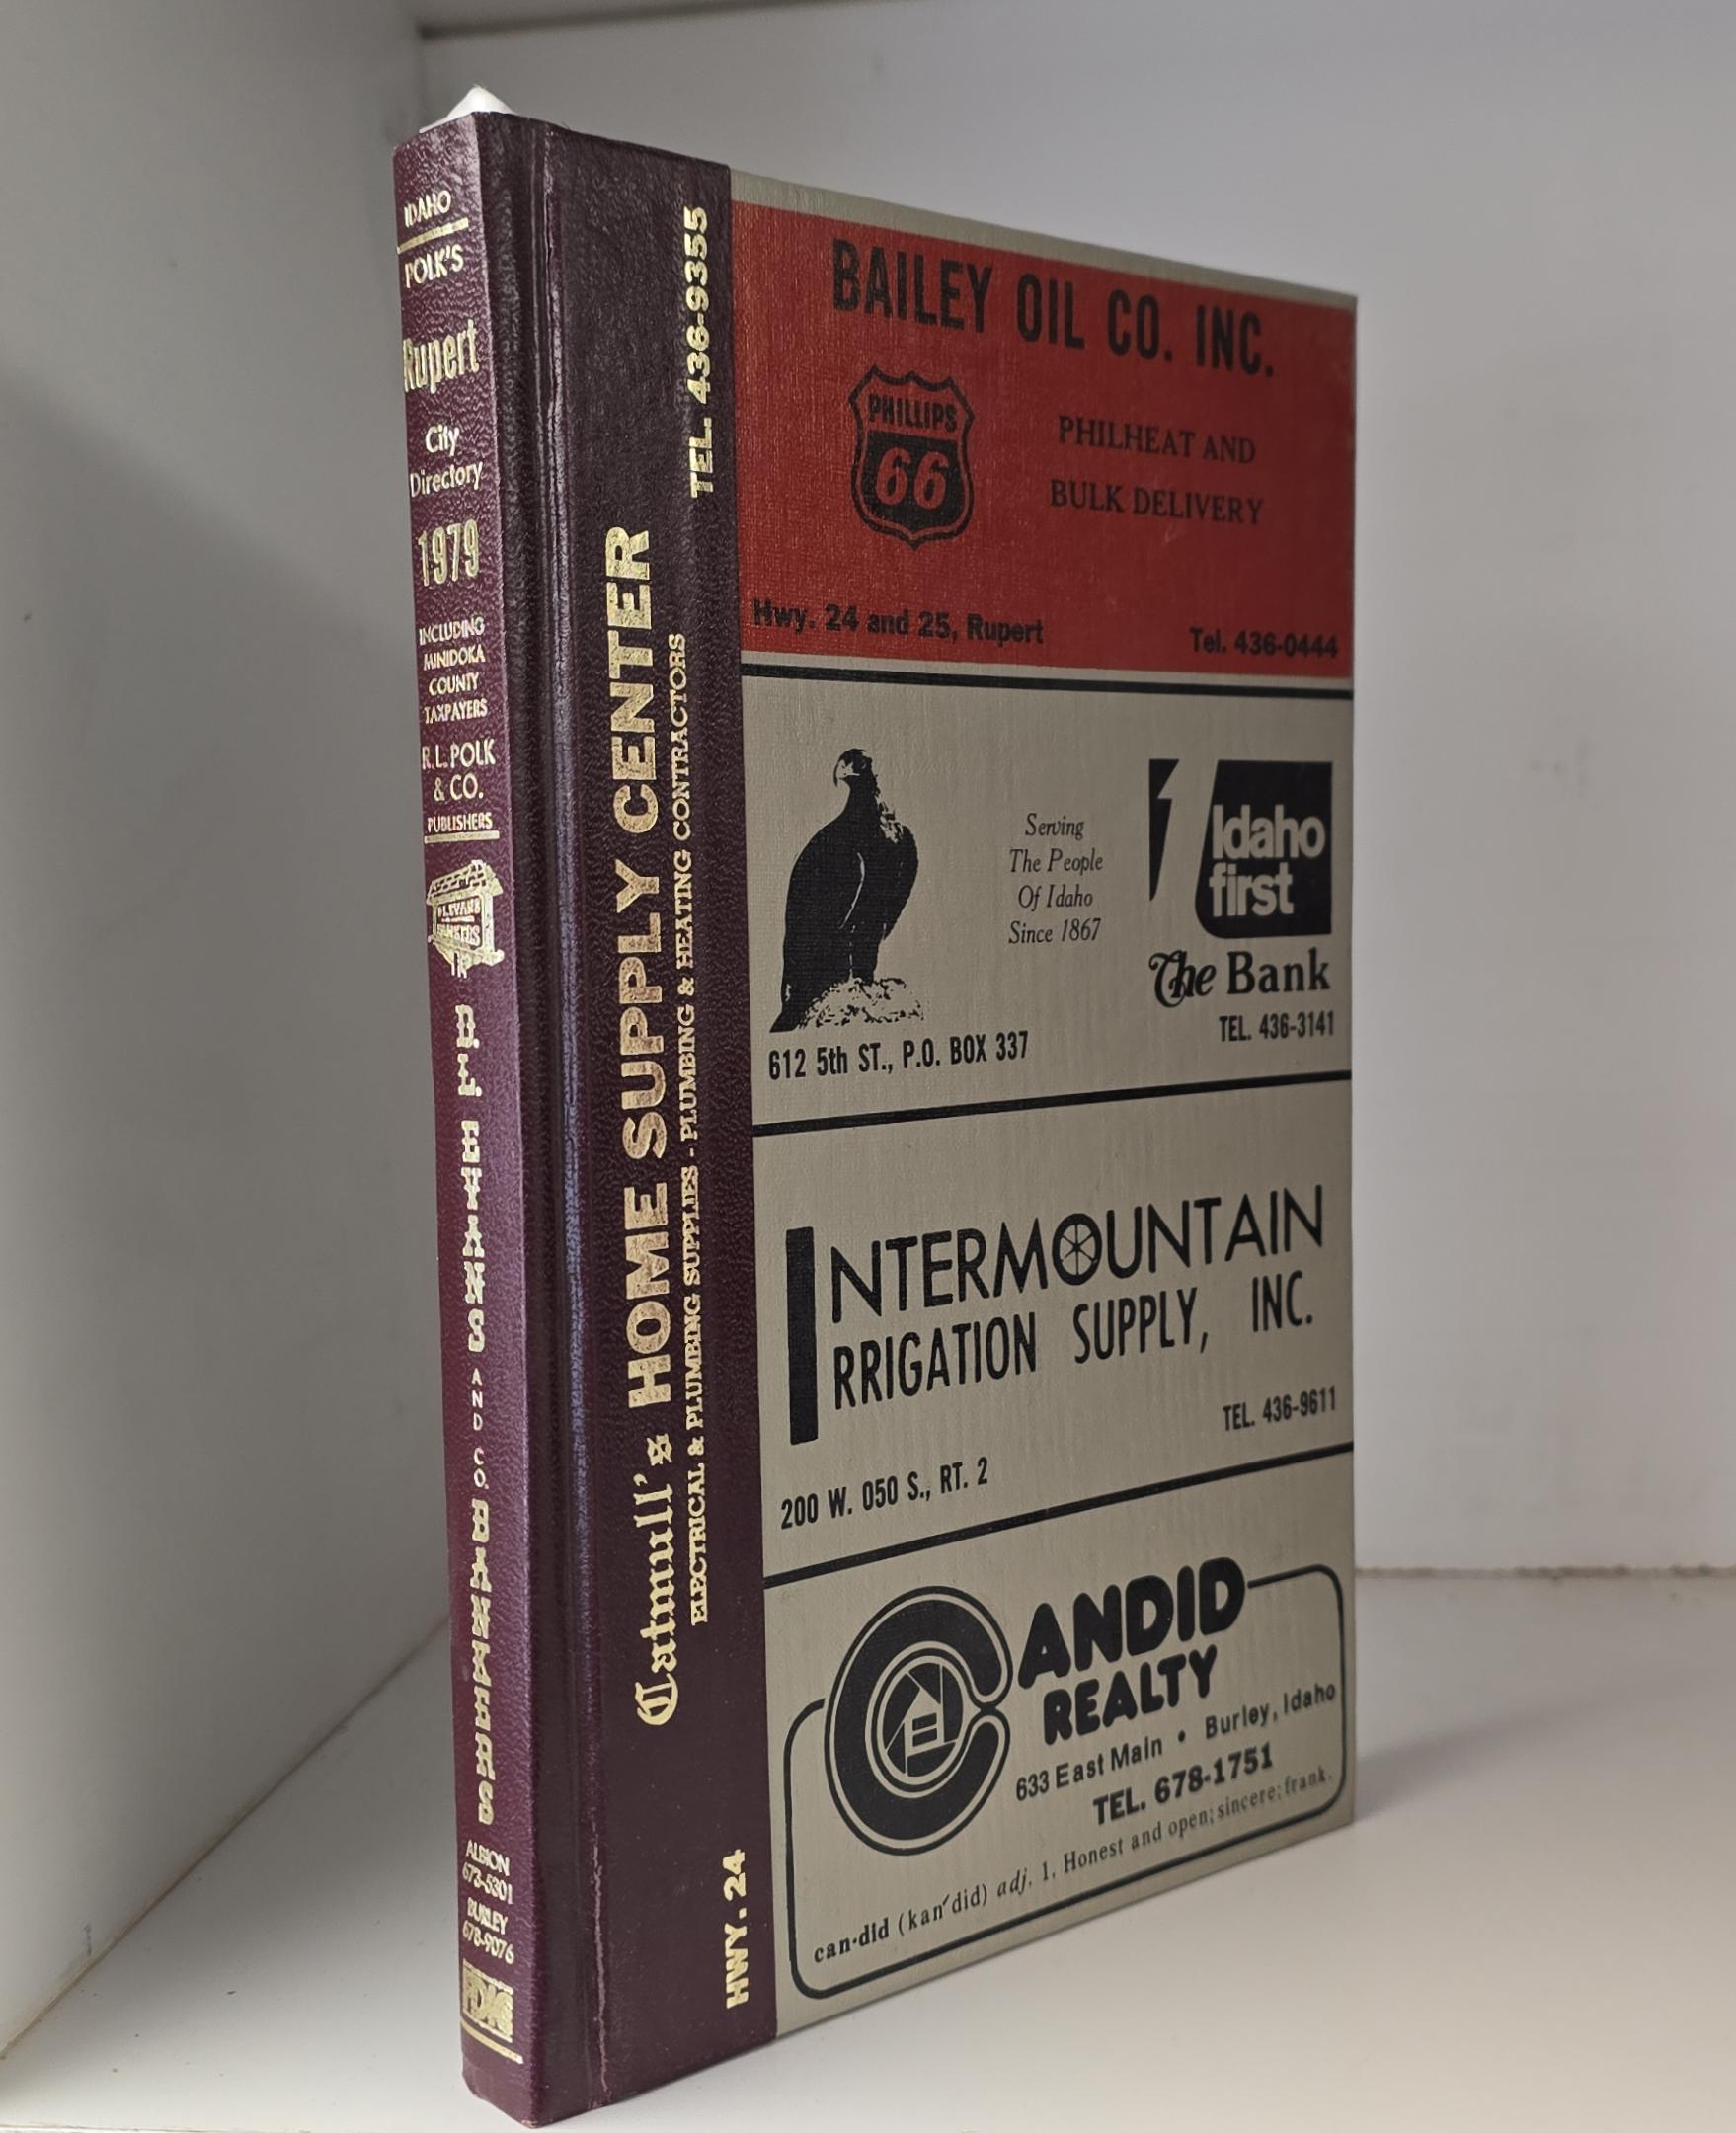 IDAHO
POLK'S
Rupert
City
Directory
1979
INCLUDING
MINIDOKA
COUNTY
TAXPAYERS
R.L. POLK
& CO.
PUBLISHERS
D.L. EVANS
BANKERS
D.L. EVANS AND CO. BANKERS
ALBION
673-5301
BURLEY
678-9076
FDIC
Catmull's HOME SUPPLY CENTER
ELECTRICAL & PLUMBING SUPPLIES - PLUMBING & HEATING CONTRACTORS
HWY. 24 TEL. 436-9355
BAILEY OIL CO. INC.
PHILLIPS
66
PHILHEAT AND
BULK DELIVERY
Hwy. 24 and 25, Rupert Tel. 436-0444
Serving
The People
Of Idaho
Since 1867
Idaho
first
The Bank
TEL. 436-3141
612 5th ST., P.O. BOX 337
INTERMOUNTAIN
IRRIGATION SUPPLY, INC.
TEL. 436-9611
200 W. 050 S., RT. 2
CANDID
REALTY
633 East Main • Burley, Idaho
TEL. 678-1751
can·did (kan′did) adj. 1. Honest and open; sincere; frank.